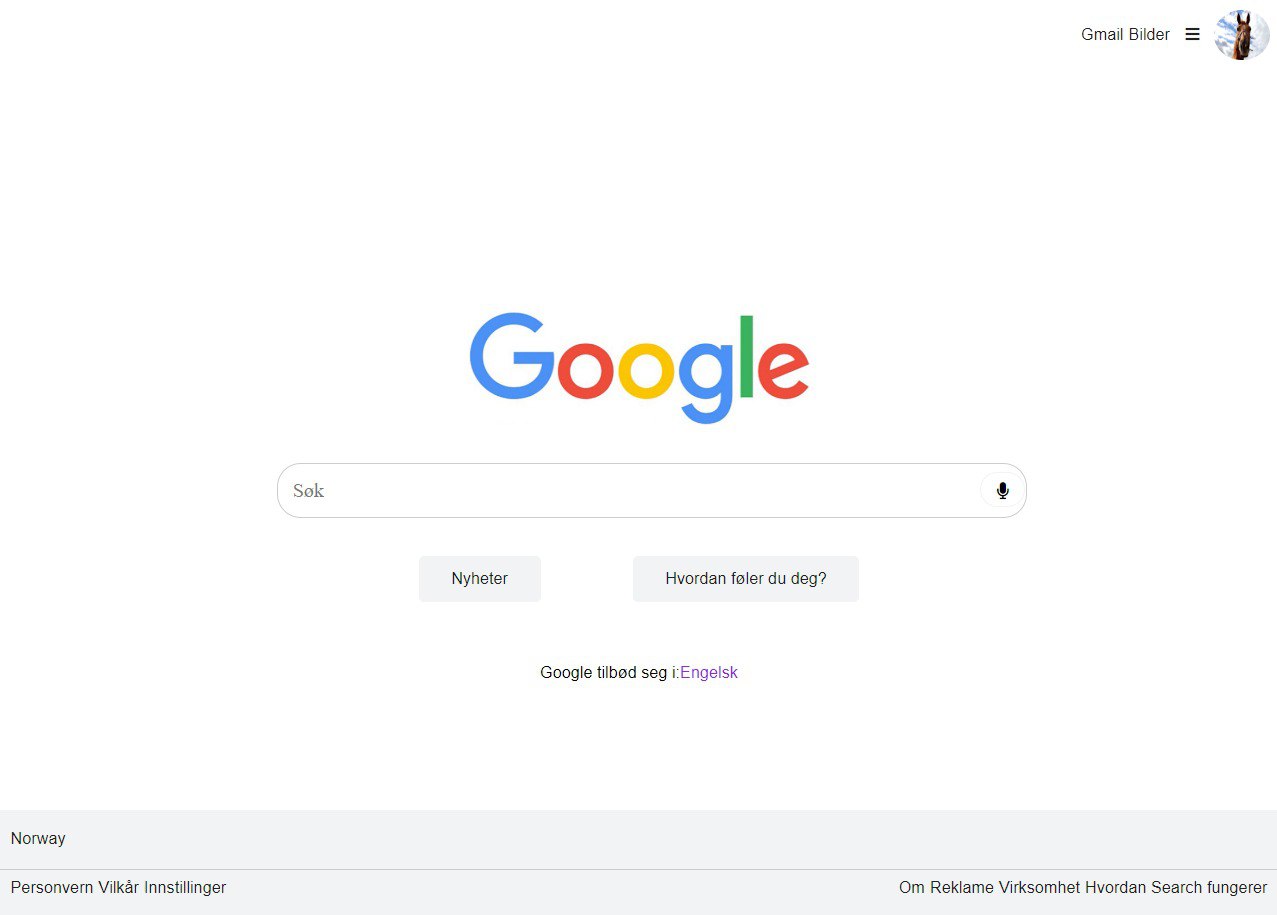 Gmail Bilder
Google
Søk
Nyheter
Hvordan føler du deg?
Google tilbød seg i:Engelsk
Norway
Personvern Vilkår Innstillinger
Om Reklame Virksomhet Hvordan Search fungerer